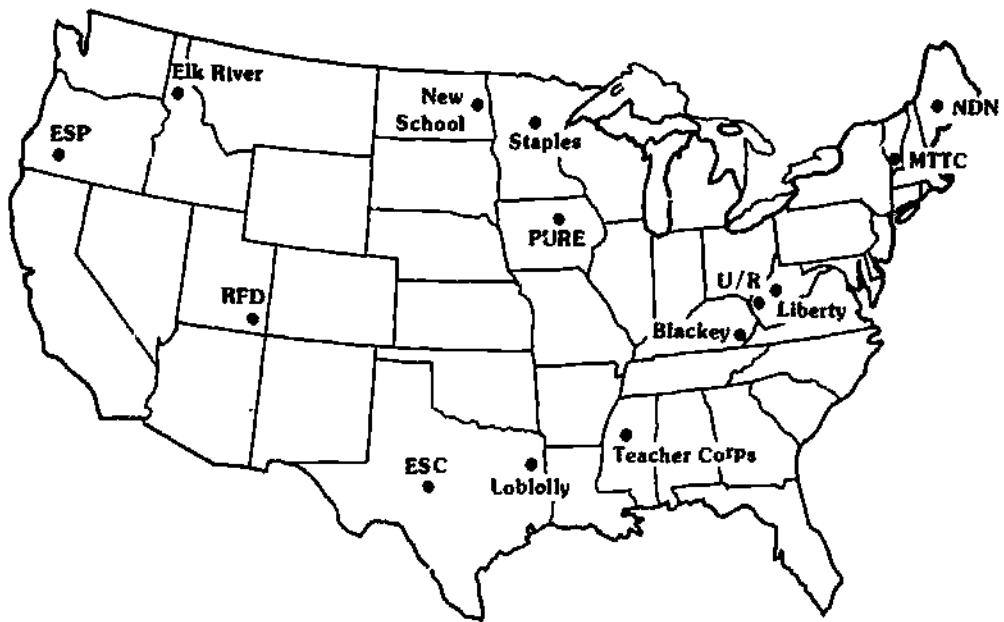 Elk River
New
School
NDN
ESP
Staples
MTTC
PURE
U/R
RFD
Liberty
Blackey
Teacher Corps
ESC
Loblolly